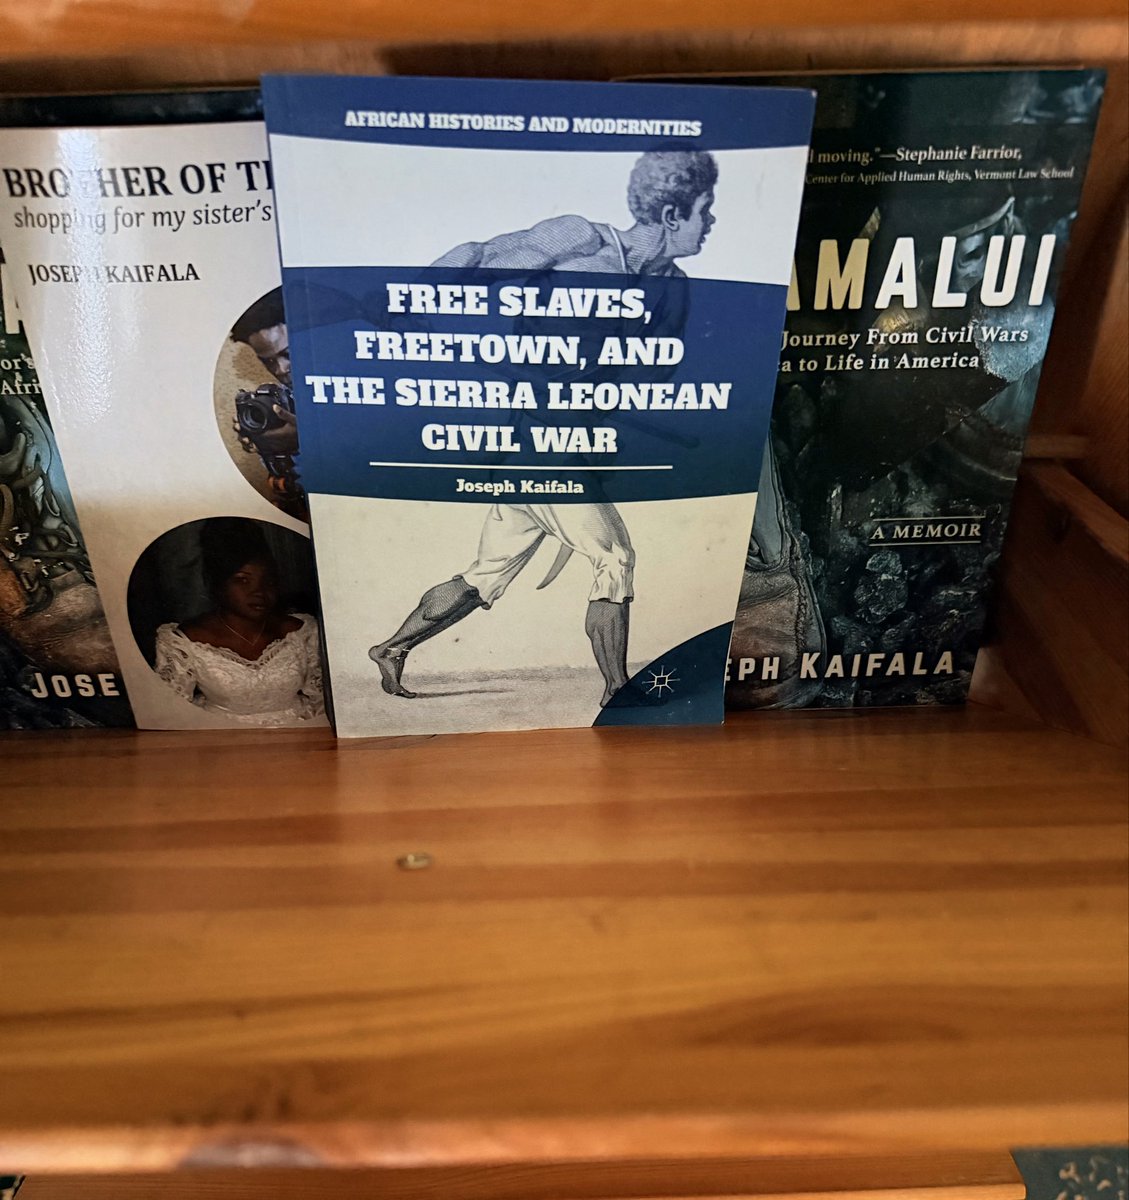 BROTHER OF
shopping for my sister's
JOSEPH KAIFALA
JOSE
AFRICAN HISTORIES AND MODERNITIES
FREE SLAVES,
FREETOWN, AND
THE SIERRA LEONEAN
CIVIL WAR
Joseph Kaifala
moving."—Stephanie Farrior,
Center for Applied Human Rights, Vermont Law School
AMALUI
Journey From Civil Wars
to Life in America
A MEMOIR
EPH KAIFALA